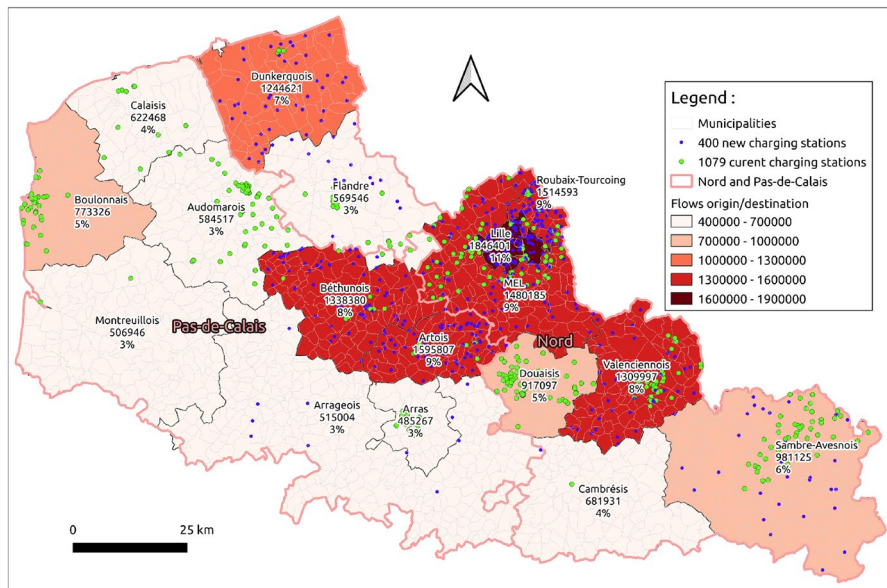 Dunkerquois
1244621
7%
Calaisis
622468
4%
Boulonnais
773326
5%
Audomarois
584517
3%
Flandre
569546
3%
Roubaix-Tourcoing
1514593
9%
Lille
1846401
11%
MEL
1480185
9%
Béthunois
1338380
8%
Montreuillois
506946
3%
Pas-de-Calais
Artois
1595807
9%
Nord
Douaisis
917097
5%
Valenciennois
1309997
8%
Arrageois
515004
3%
Arras
485267
3%
Sambre-Avesnois
981125
6%
Cambrésis
681931
4%
0
25 km
Legend :
Municipalities
400 new charging stations
1079 curent charging stations
Nord and Pas-de-Calais
Flows origin/destination
400000 - 700000
700000 - 1000000
1000000 - 1300000
1300000 - 1600000
1600000 - 1900000